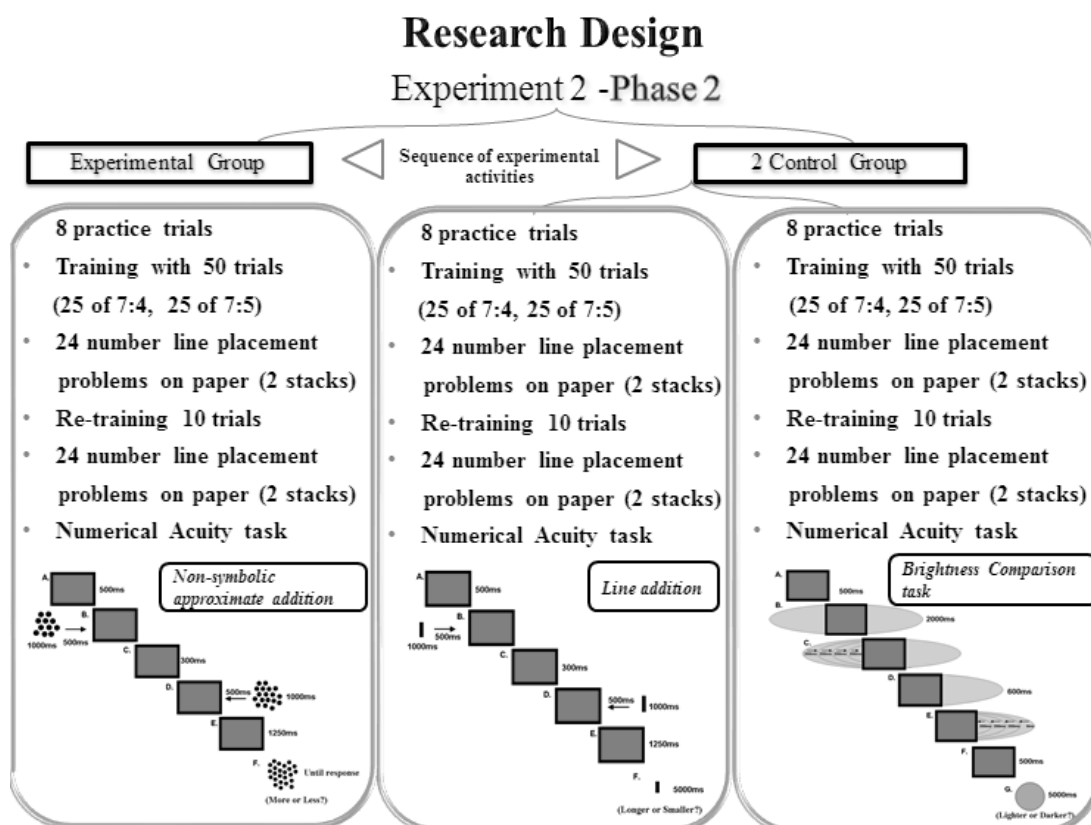 Research Design
Experiment 2 -Phase 2
Experimental Group
Sequence of experimental
activities
2 Control Group
8 practice trials
• Training with 50 trials
(25 of 7:4, 25 of 7:5)
• 24 number line placement
problems on paper (2 stacks)
• Re-training 10 trials
• 24 number line placement
problems on paper (2 stacks)
• Numerical Acuity task
Non-symbolic
approximate addition
A.
500ms
B.
1000ms
500ms
C.
300ms
D.
500ms
1000ms
E.
1250ms
F.
Until response
(More or Less?)
8 practice trials
• Training with 50 trials
(25 of 7:4, 25 of 7:5)
• 24 number line placement
problems on paper (2 stacks)
• Re-training 10 trials
• 24 number line placement
problems on paper (2 stacks)
• Numerical Acuity task
Line addition
A.
500ms
B.
1000ms
500ms
C.
300ms
D.
500ms
1000ms
E.
1250ms
F.
5000ms
(Longer or Smaller?)
8 practice trials
• Training with 50 trials
(25 of 7:4, 25 of 7:5)
• 24 number line placement
problems on paper (2 stacks)
• Re-training 10 trials
• 24 number line placement
problems on paper (2 stacks)
• Numerical Acuity task
Brightness Comparison
task
A.
500ms
B.
2000ms
C.
D.
600ms
E.
F.
500ms
G.
5000ms
(Lighter or Darker?)